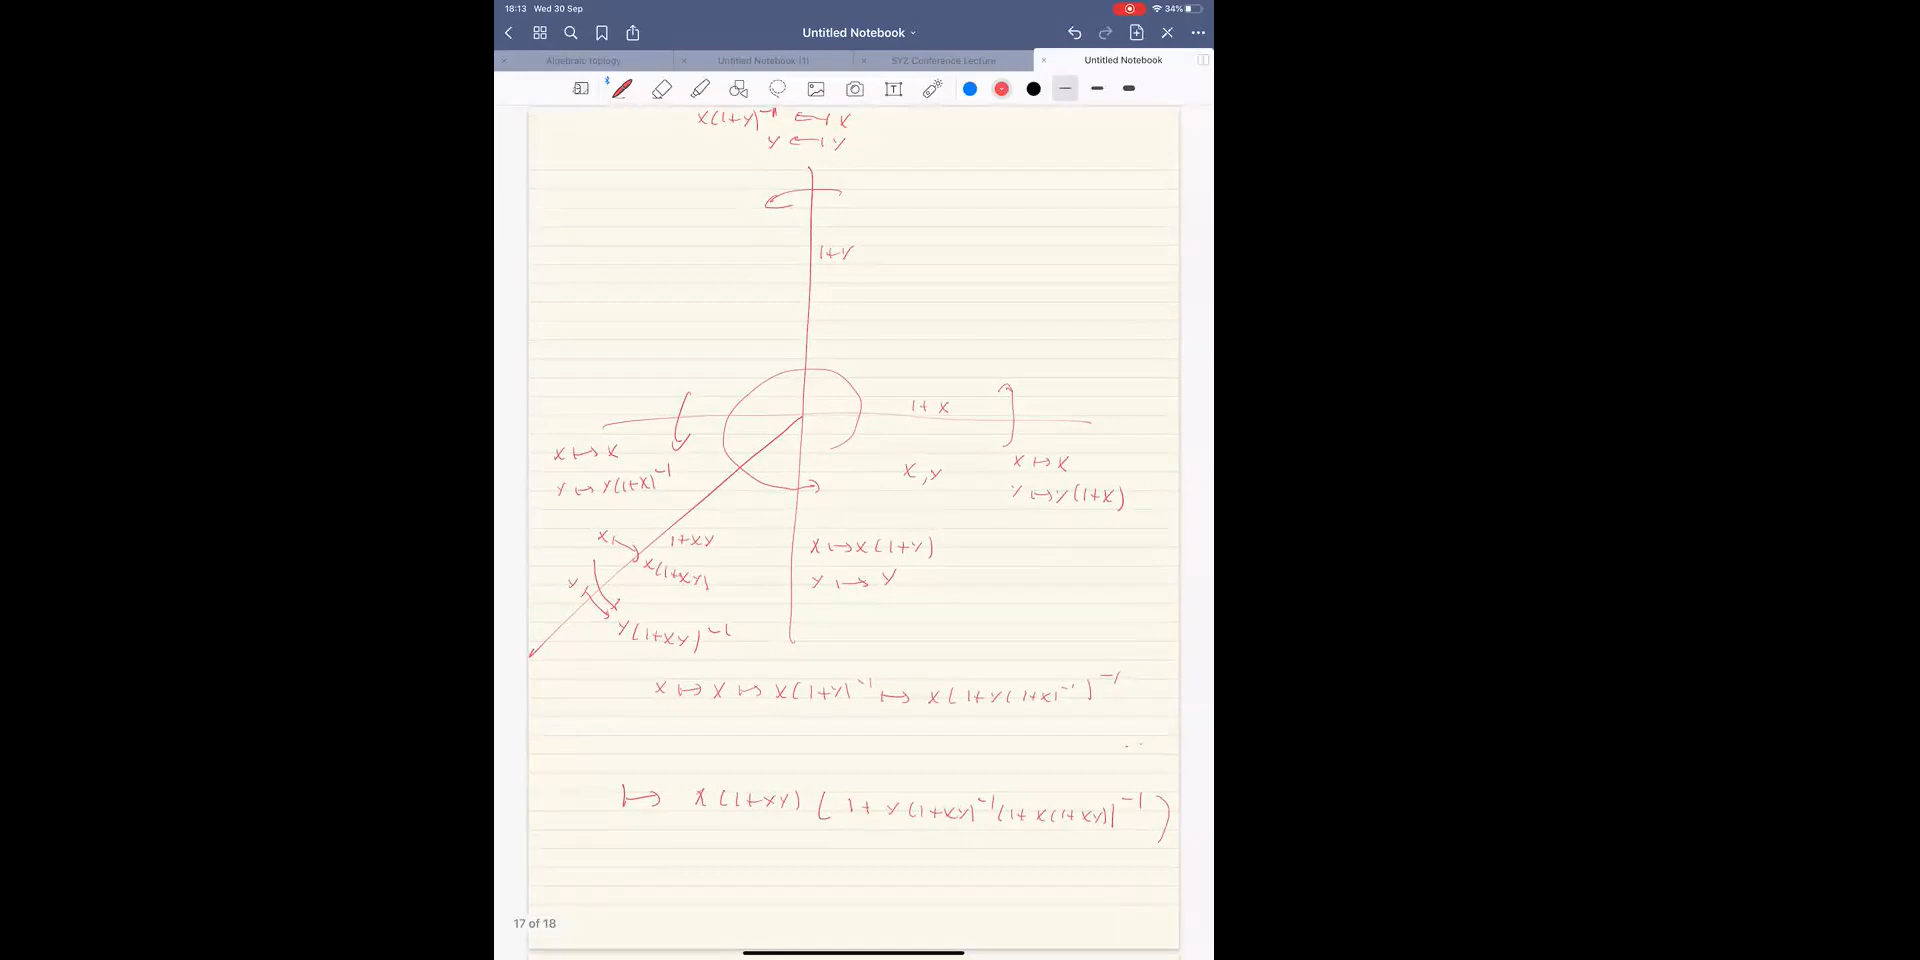 18:13 Wed 30 Sep
34%
Untitled Notebook
Algebraic toplogy
Untitled Notebook (1)
SYZ Conference Lecture
Untitled Notebook
x(1+y)⁻¹ ↤ x
y ↤ y
1+y
1+x
x ↦ x
y ↦ y(1+x)⁻¹
x, y
x ↦ x
y ↦ y(1+x)
x ↦ x(1+xy)
1+xy
y ↦ y(1+xy)⁻¹
x ↦ x(1+y)
y ↦ y
x ↦ x ↦ x(1+y)⁻¹ ↦ x(1+y(1+x)⁻¹)⁻¹
↦ x(1+xy) (1+y(1+xy)⁻¹(1+x(1+xy))⁻¹)
17 of 18